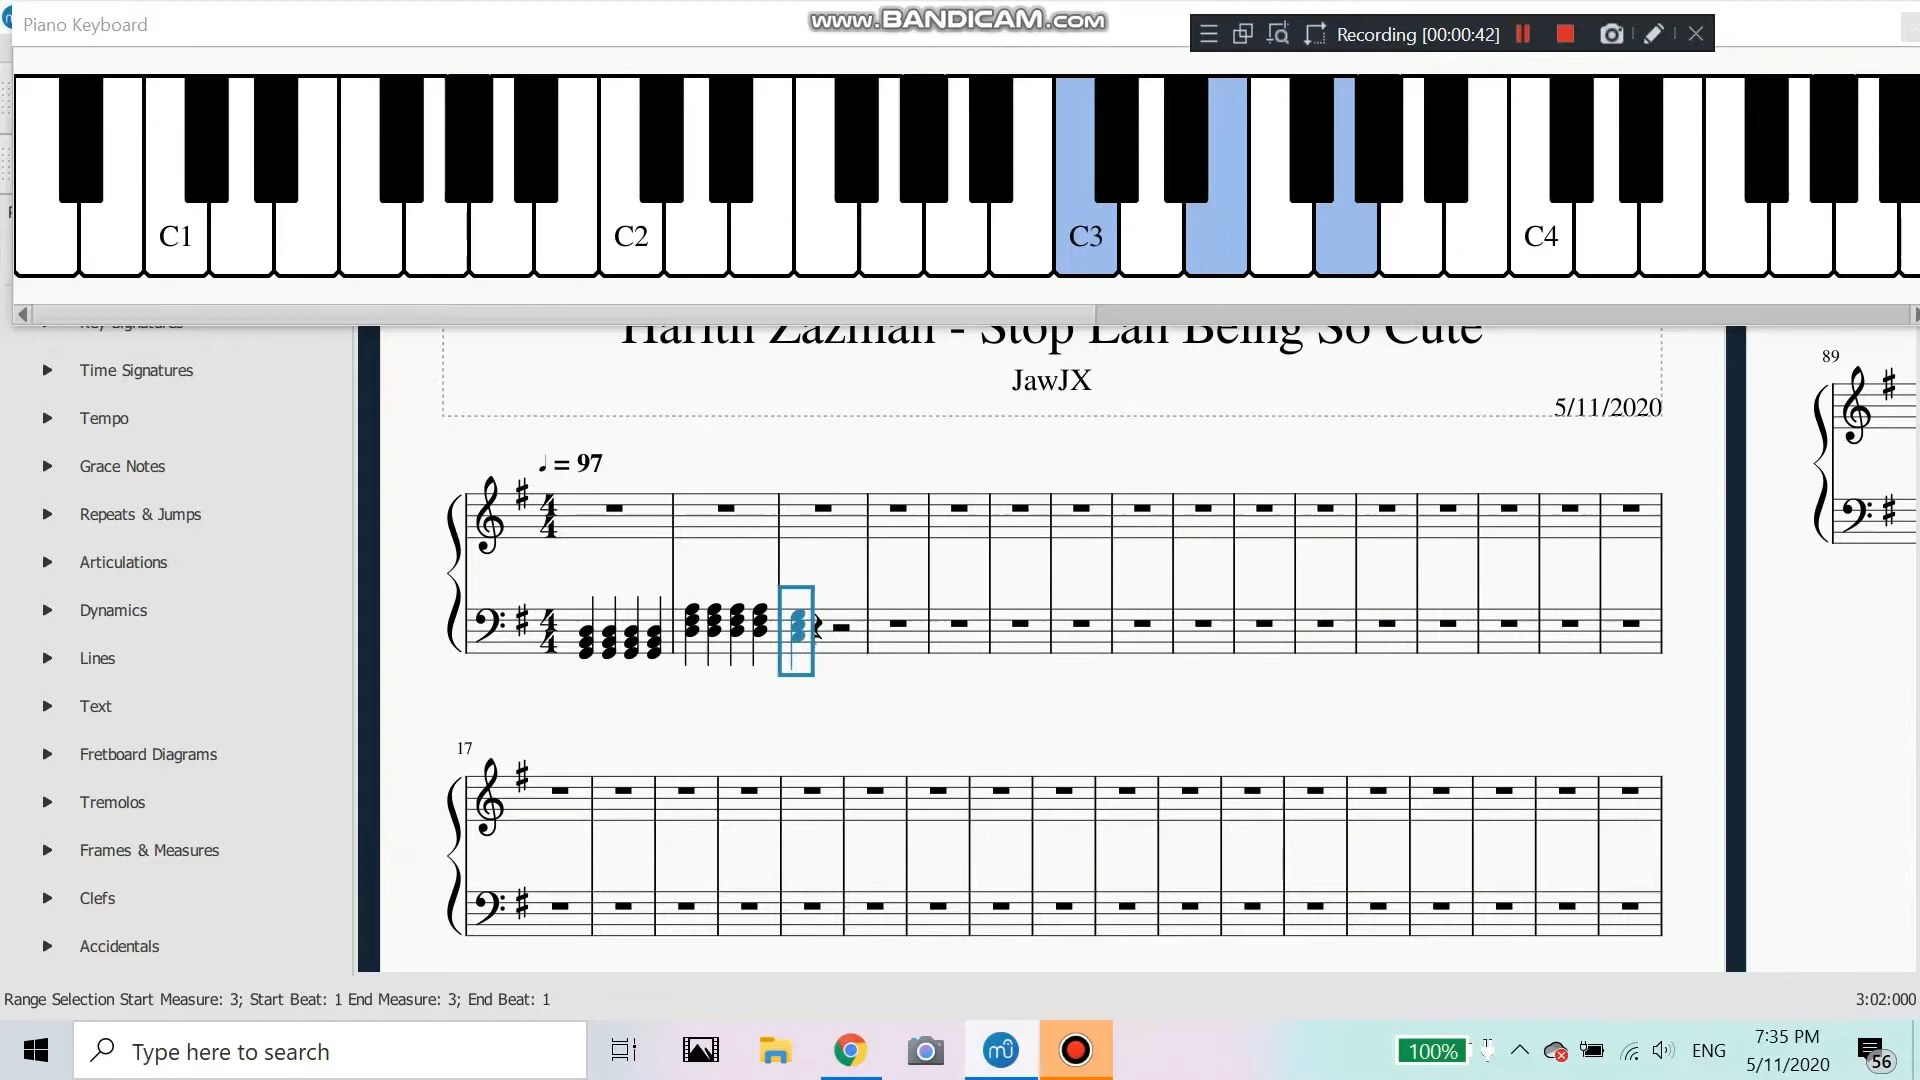 Piano Keyboard
www.BANDICAM.com
Recording [00:00:42]
C1
C2
C3
C4
Key Signatures
Time Signatures
Tempo
Grace Notes
Repeats & Jumps
Articulations
Dynamics
Lines
Text
Fretboard Diagrams
Tremolos
Frames & Measures
Clefs
Accidentals
Harith Zazman - Stop Lah Being So Cute
JawJX
5/11/2020
♩ = 97
89
17
Range Selection Start Measure: 3; Start Beat: 1 End Measure: 3; End Beat: 1
3:02:000
Type here to search
100%
ENG
7:35 PM
5/11/2020
56